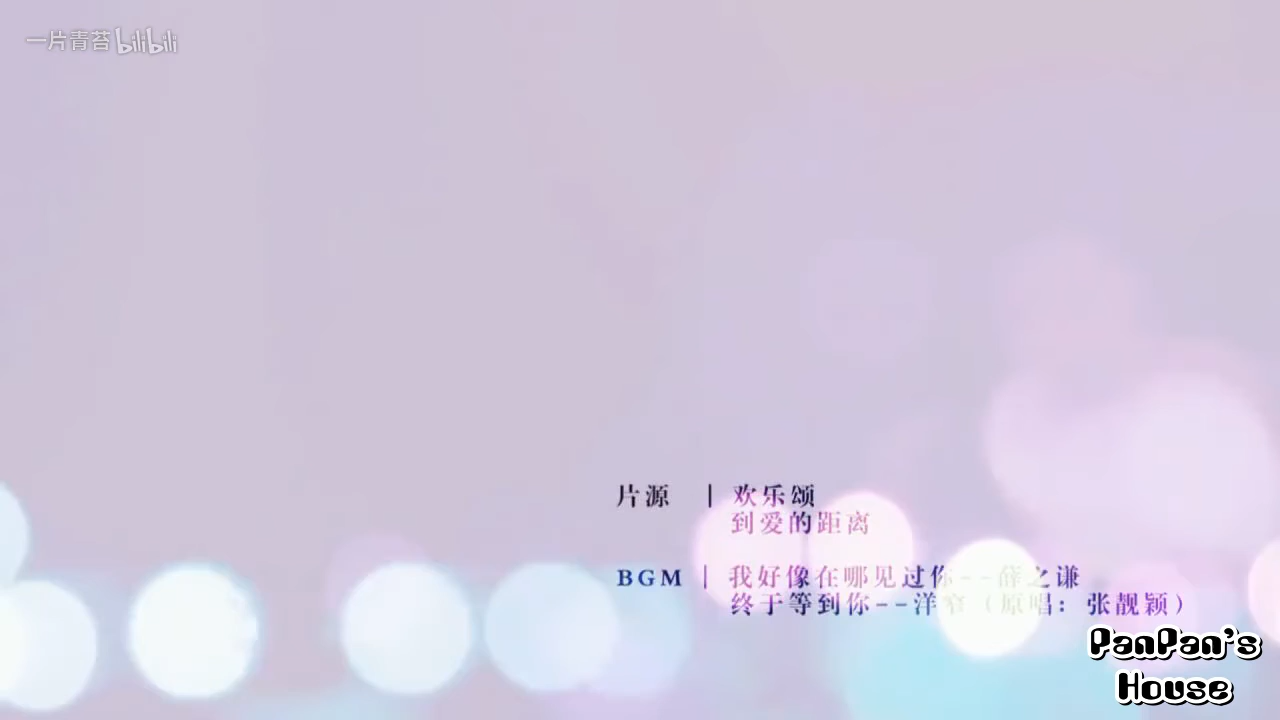 一片青苔 bilibili
片源 | 欢乐颂
到爱的距离
BGM | 我好像在哪见过你--薛之谦
终于等到你--洋窄（原唱：张靓颖）
PanPan's
House